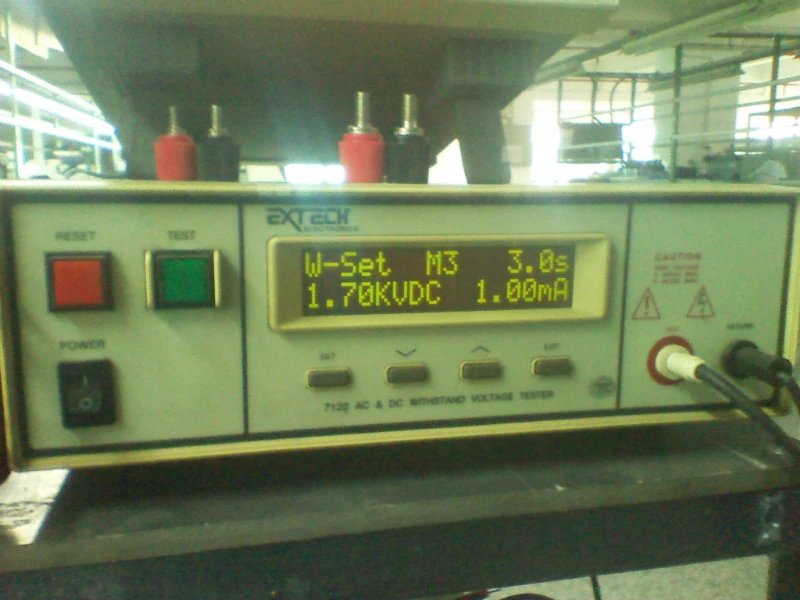 EXTECH
ELECTRONICS
RESET TEST
W-Set M3 3.0s
1.70KVDC 1.00mA
CAUTION
RETURN
POWER
SET EXIT
7120 AC & DC WITHSTAND VOLTAGE TESTER